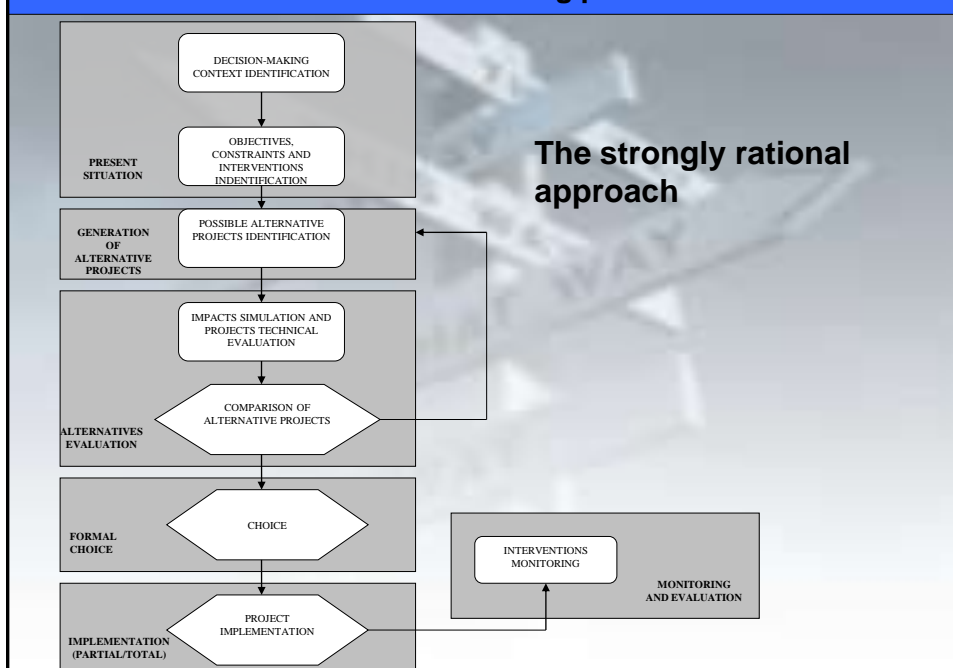 The strongly rational
approach
DECISION-MAKING
CONTEXT IDENTIFICATION
OBJECTIVES,
CONSTRAINTS AND
INTERVENTIONS
INDENTIFICATION
PRESENT
SITUATION
POSSIBLE ALTERNATIVE
PROJECTS IDENTIFICATION
GENERATION
OF
ALTERNATIVE
PROJECTS
IMPACTS SIMULATION AND
PROJECTS TECHNICAL
EVALUATION
COMPARISON OF
ALTERNATIVE PROJECTS
ALTERNATIVES
EVALUATION
CHOICE
FORMAL
CHOICE
INTERVENTIONS
MONITORING
MONITORING
AND EVALUATION
PROJECT
IMPLEMENTATION
IMPLEMENTATION
(PARTIAL/TOTAL)
WAY